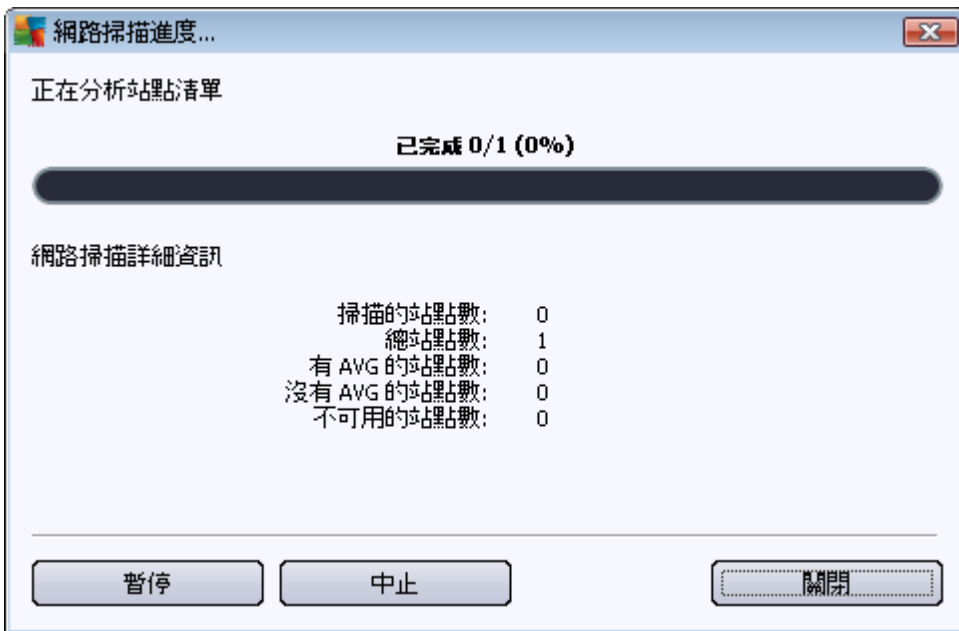 網路掃描進度...
正在分析站點清單
已完成 0/1 (0%)
網路掃描詳細資訊
掃描的站點數: 0
總站點數: 1
有 AVG 的站點數: 0
沒有 AVG 的站點數: 0
不可用的站點數: 0
暫停 中止 關閉